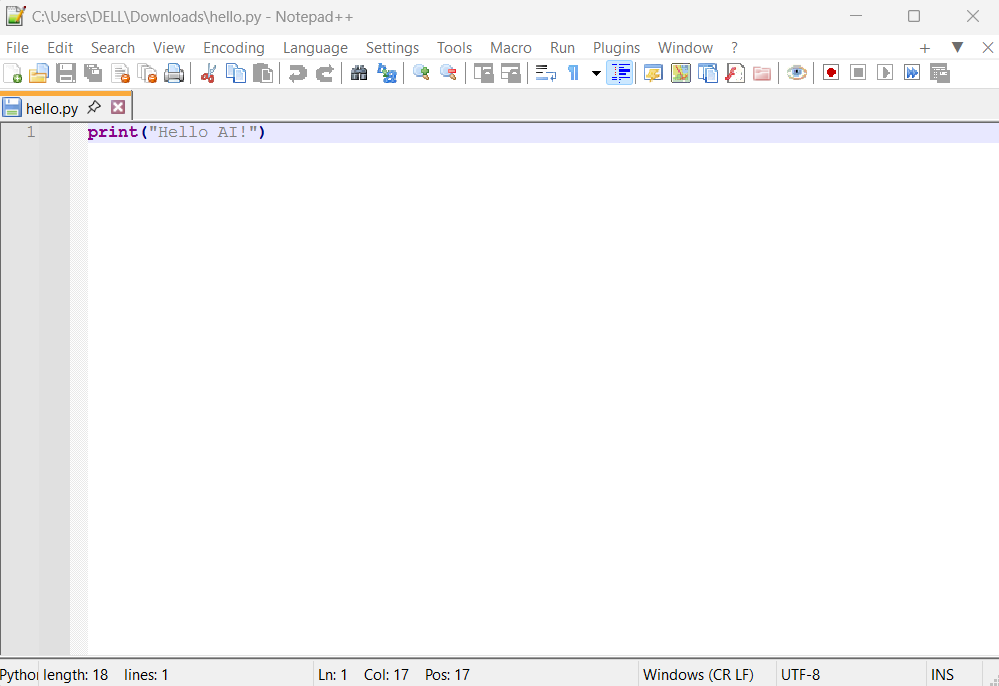 C:\Users\DELL\Downloads\hello.py - Notepad++
File Edit Search View Encoding Language Settings Tools Macro Run Plugins Window ?
hello.py
1 print("Hello AI!")
Pytho length: 18 lines: 1 Ln: 1 Col: 17 Pos: 17 Windows (CR LF) UTF-8 INS